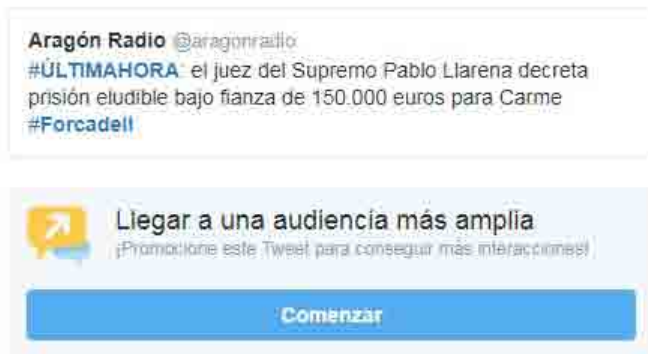 Aragón Radio @aragonradio
#ÚLTIMAHORA: el juez del Supremo Pablo Llarena decreta
prisión eludible bajo fianza de 150.000 euros para Carme
#Forcadell
Llegar a una audiencia más amplia
¡Promocione este Tweet para conseguir más interacciones!
Comenzar